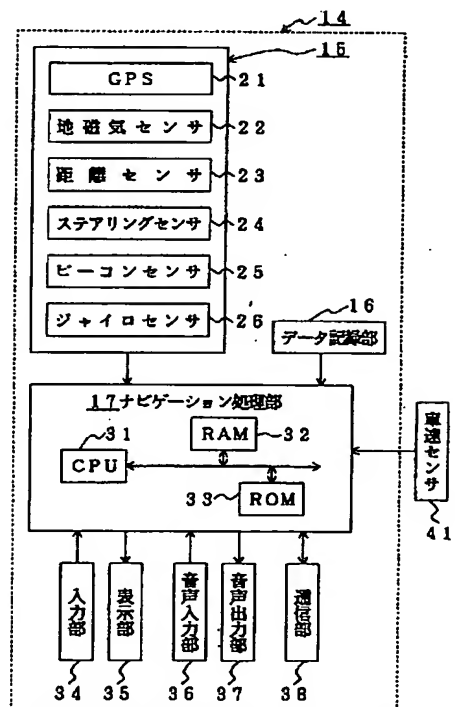 14
15
GPS 21
地磁気センサ 22
距離センサ 23
ステアリングセンサ 24
ビーコンセンサ 25
ジャイロセンサ 26
16
データ記録部
17ナビゲーション処理部
31
CPU
RAM 32
33 ROM
車速センサ
41
入力部
表示部
音声入力部
音声出力部
通信部
34 35 36 37 38